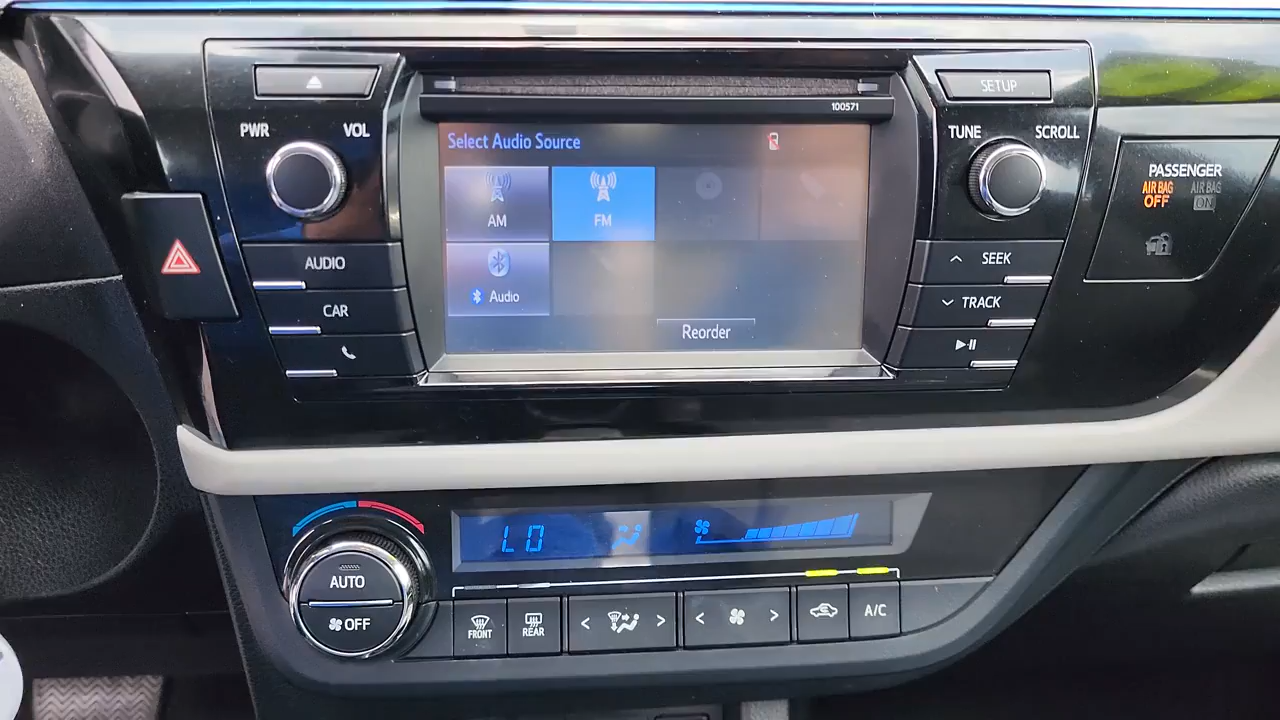 SETUP
100571
PWR VOL
TUNE SCROLL
Select Audio Source
AM FM
Audio
Reorder
AUDIO
CAR
SEEK
TRACK
PASSENGER
AIR BAG OFF
AIR BAG ON
LO
AUTO
OFF
FRONT
REAR
A/C